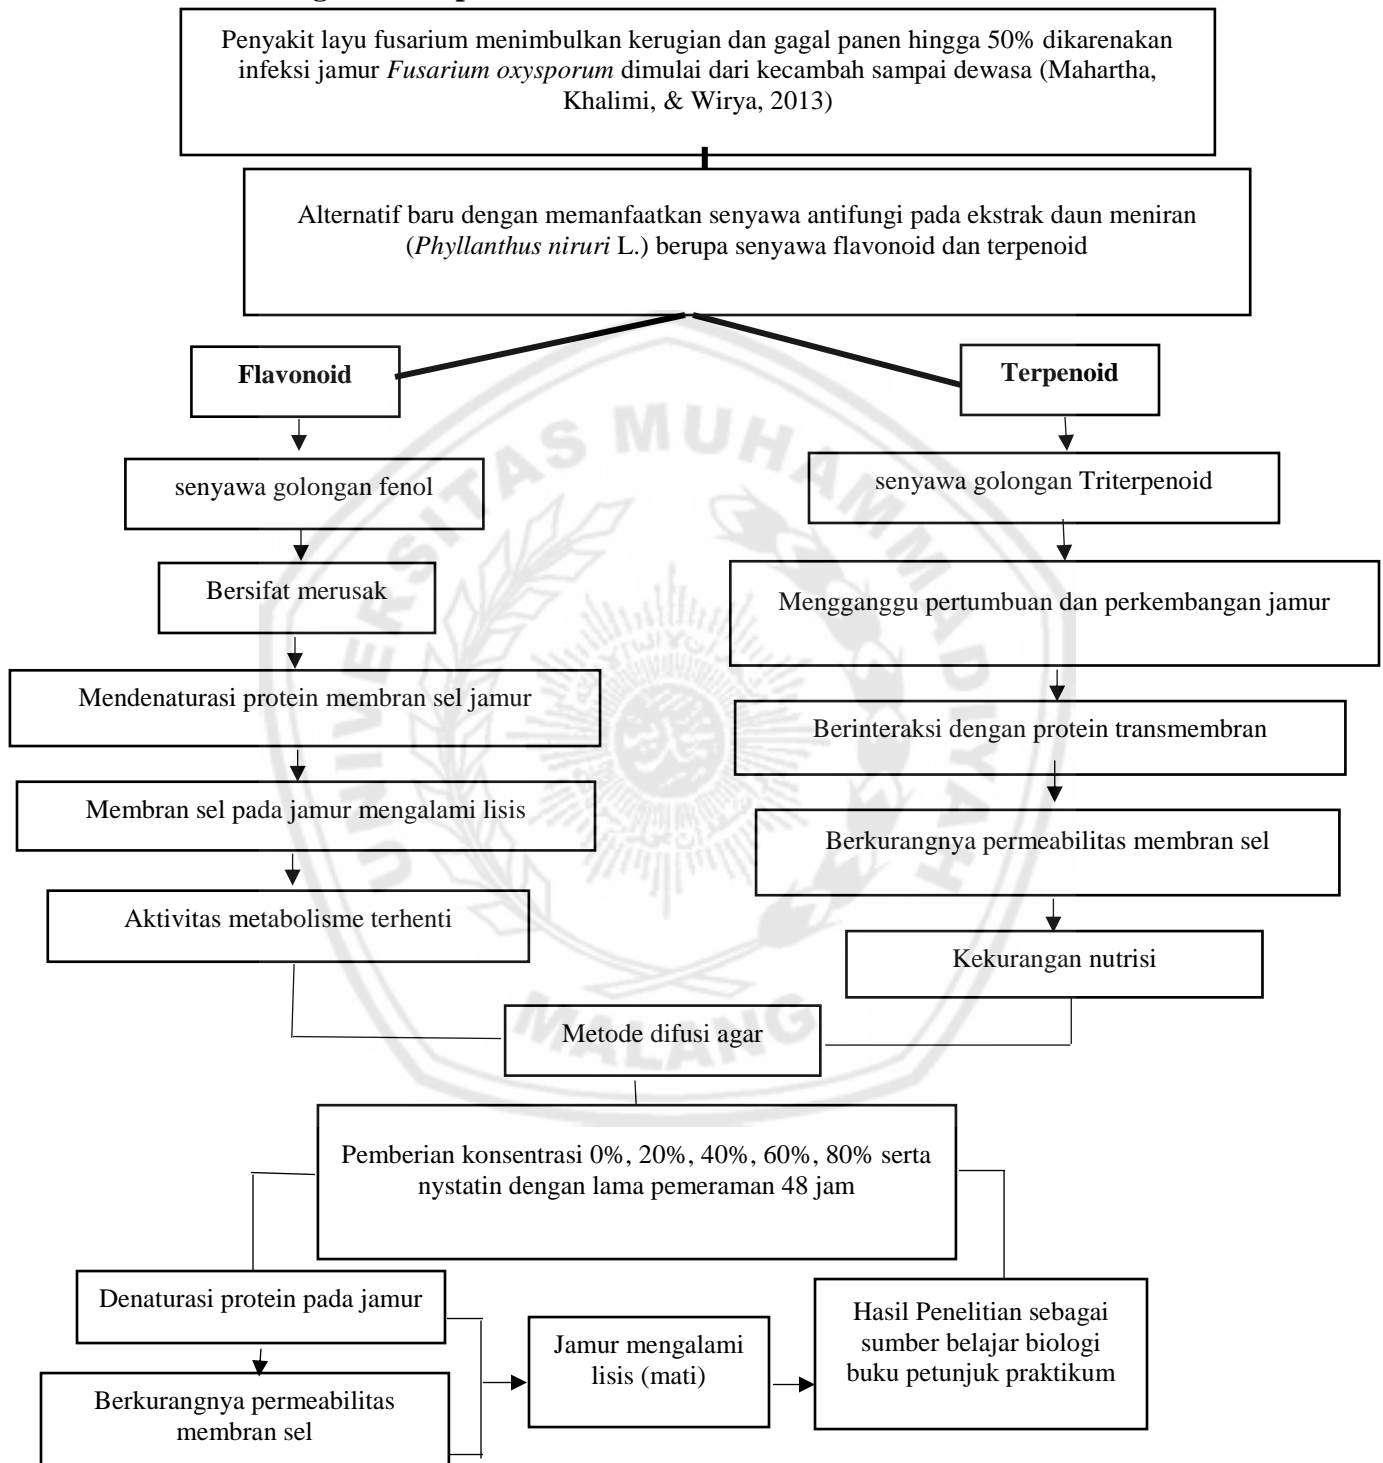 Penyakit layu fusarium menimbulkan kerugian dan gagal panen hingga 50% dikarenakan
infeksi jamur Fusarium oxysporum dimulai dari kecambah sampai dewasa (Mahartha,
Khalimi, & Wirya, 2013)
Alternatif baru dengan memanfaatkan senyawa antifungi pada ekstrak daun meniran
(Phyllanthus niruri L.) berupa senyawa flavonoid dan terpenoid
Flavonoid
senyawa golongan fenol
Bersifat merusak
Mendenaturasi protein membran sel jamur
Membran sel pada jamur mengalami lisis
Aktivitas metabolisme terhenti
Terpenoid
senyawa golongan Triterpenoid
Mengganggu pertumbuan dan perkembangan jamur
Berinteraksi dengan protein transmembran
Berkurangnya permeabilitas membran sel
Kekurangan nutrisi
Metode difusi agar
Pemberian konsentrasi 0%, 20%, 40%, 60%, 80% serta
nystatin dengan lama pemeraman 48 jam
Denaturasi protein pada jamur
Berkurangnya permeabilitas
membran sel
Jamur mengalami
lisis (mati)
Hasil Penelitian sebagai
sumber belajar biologi
buku petunjuk praktikum
UNIVERSITAS MUHAMMADIYAH
MALANG